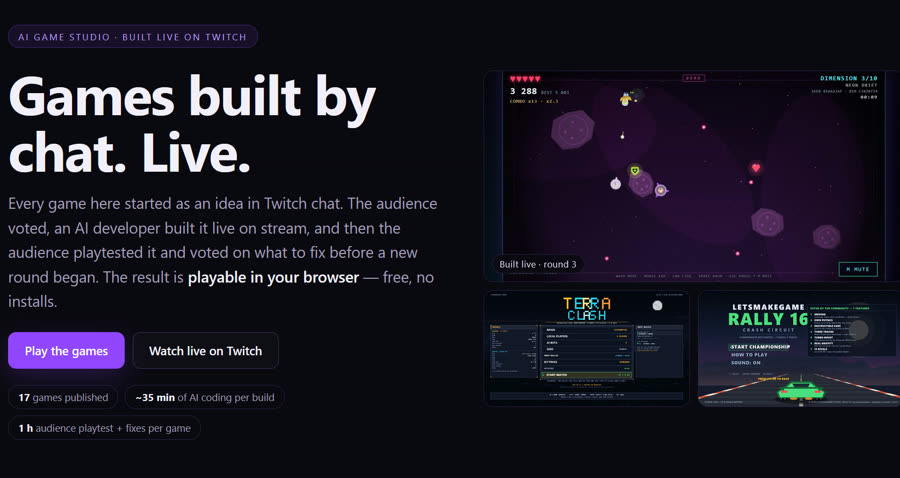 AI GAME STUDIO · BUILT LIVE ON TWITCH
Games built by
chat. Live.
Every game here started as an idea in Twitch chat. The audience
voted, an AI developer built it live on stream, and then the
audience playtested it and voted on what to fix before a new
round began. The result is playable in your browser — free, no
installs.
Play the games
Watch live on Twitch
17 games published
~35 min of AI coding per build
1 h audience playtest + fixes per game
3 288
DEMO
DIMENSION 3/10
NEON DRIFT
00:09
Built live · round 3
M MUTE
TERRA
CLASH
LETSMAKEGAME
RALLY 16
CRASH CIRCUIT
START CHAMPIONSHIP
HOW TO PLAY
SOUND: ON